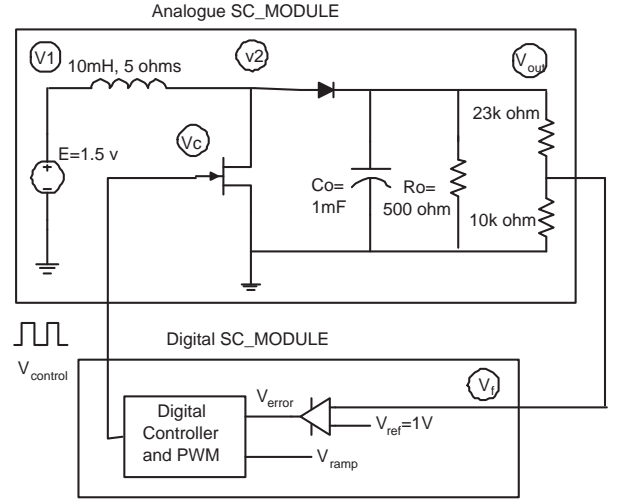 Analogue SC_MODULE
V1
10mH, 5 ohms
v2
Vout
23k ohm
E=1.5 v
Vc
Co=
1mF
Ro=
500 ohm
10k ohm
Vcontrol
Digital SC_MODULE
Vf
Verror
Digital
Controller
and PWM
Vref=1V
Vramp